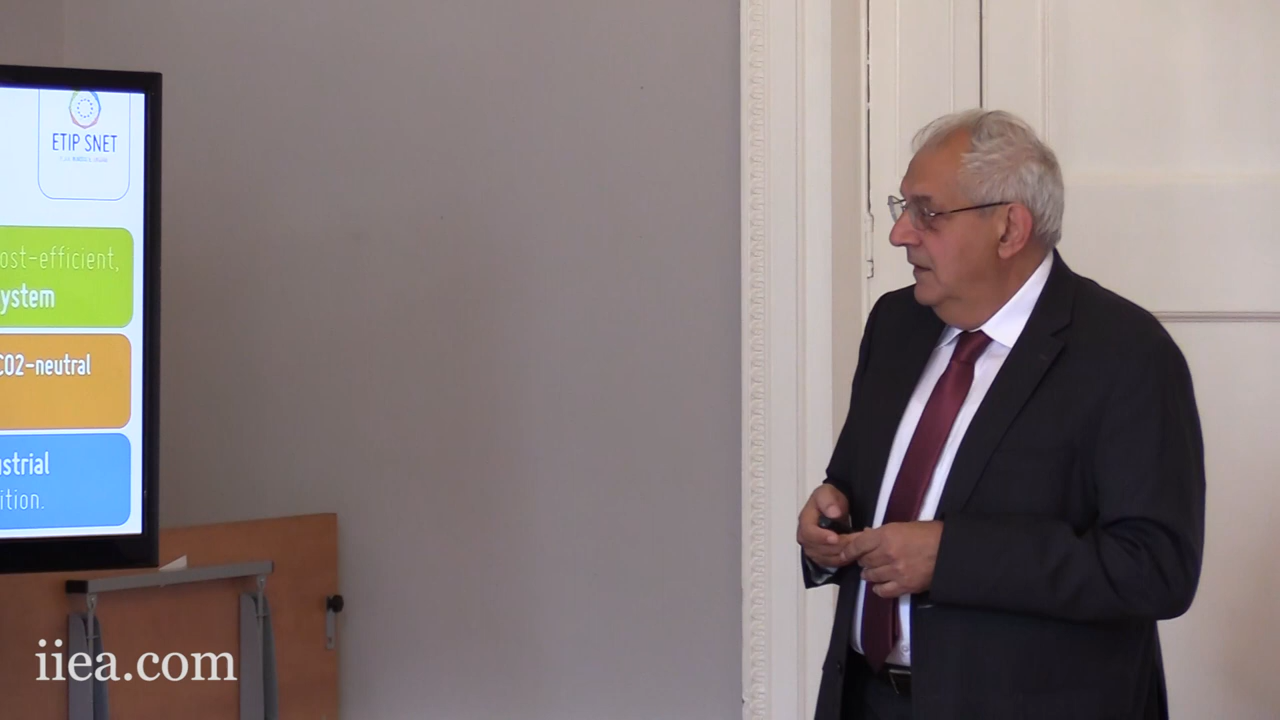 ETIP SNET
ost-efficient,
ystem
CO2-neutral
ustrial
ition.
iiea.com